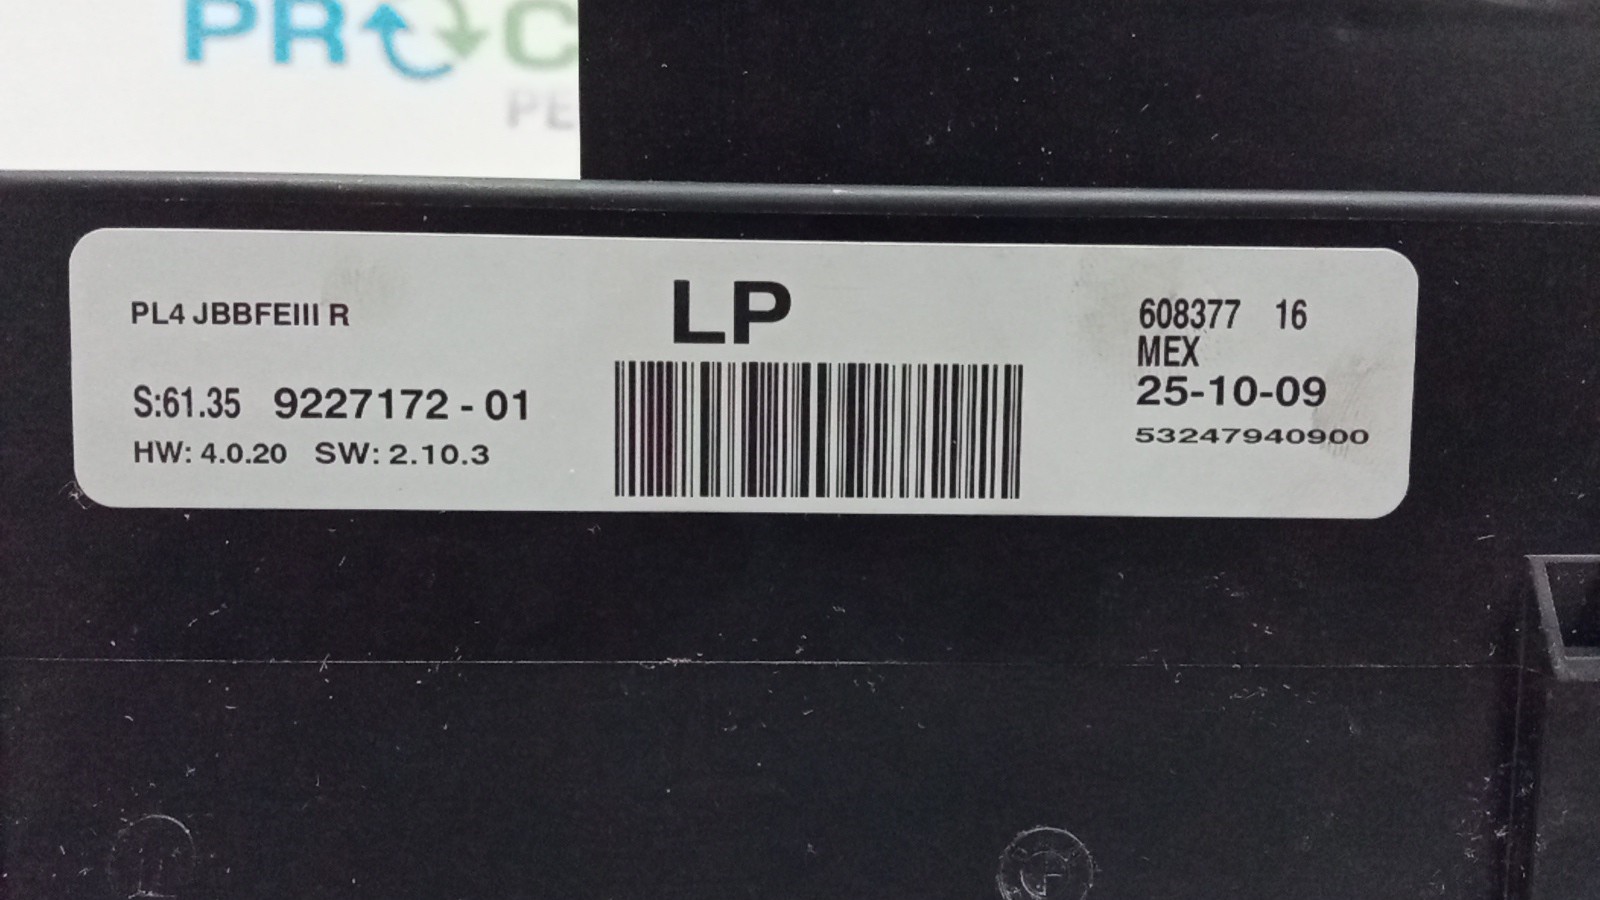 PL4 JBBFEIII R
S:61.35 9227172 - 01
HW: 4.0.20 SW: 2.10.3
LP
608377 16
MEX
25-10-09
53247940900